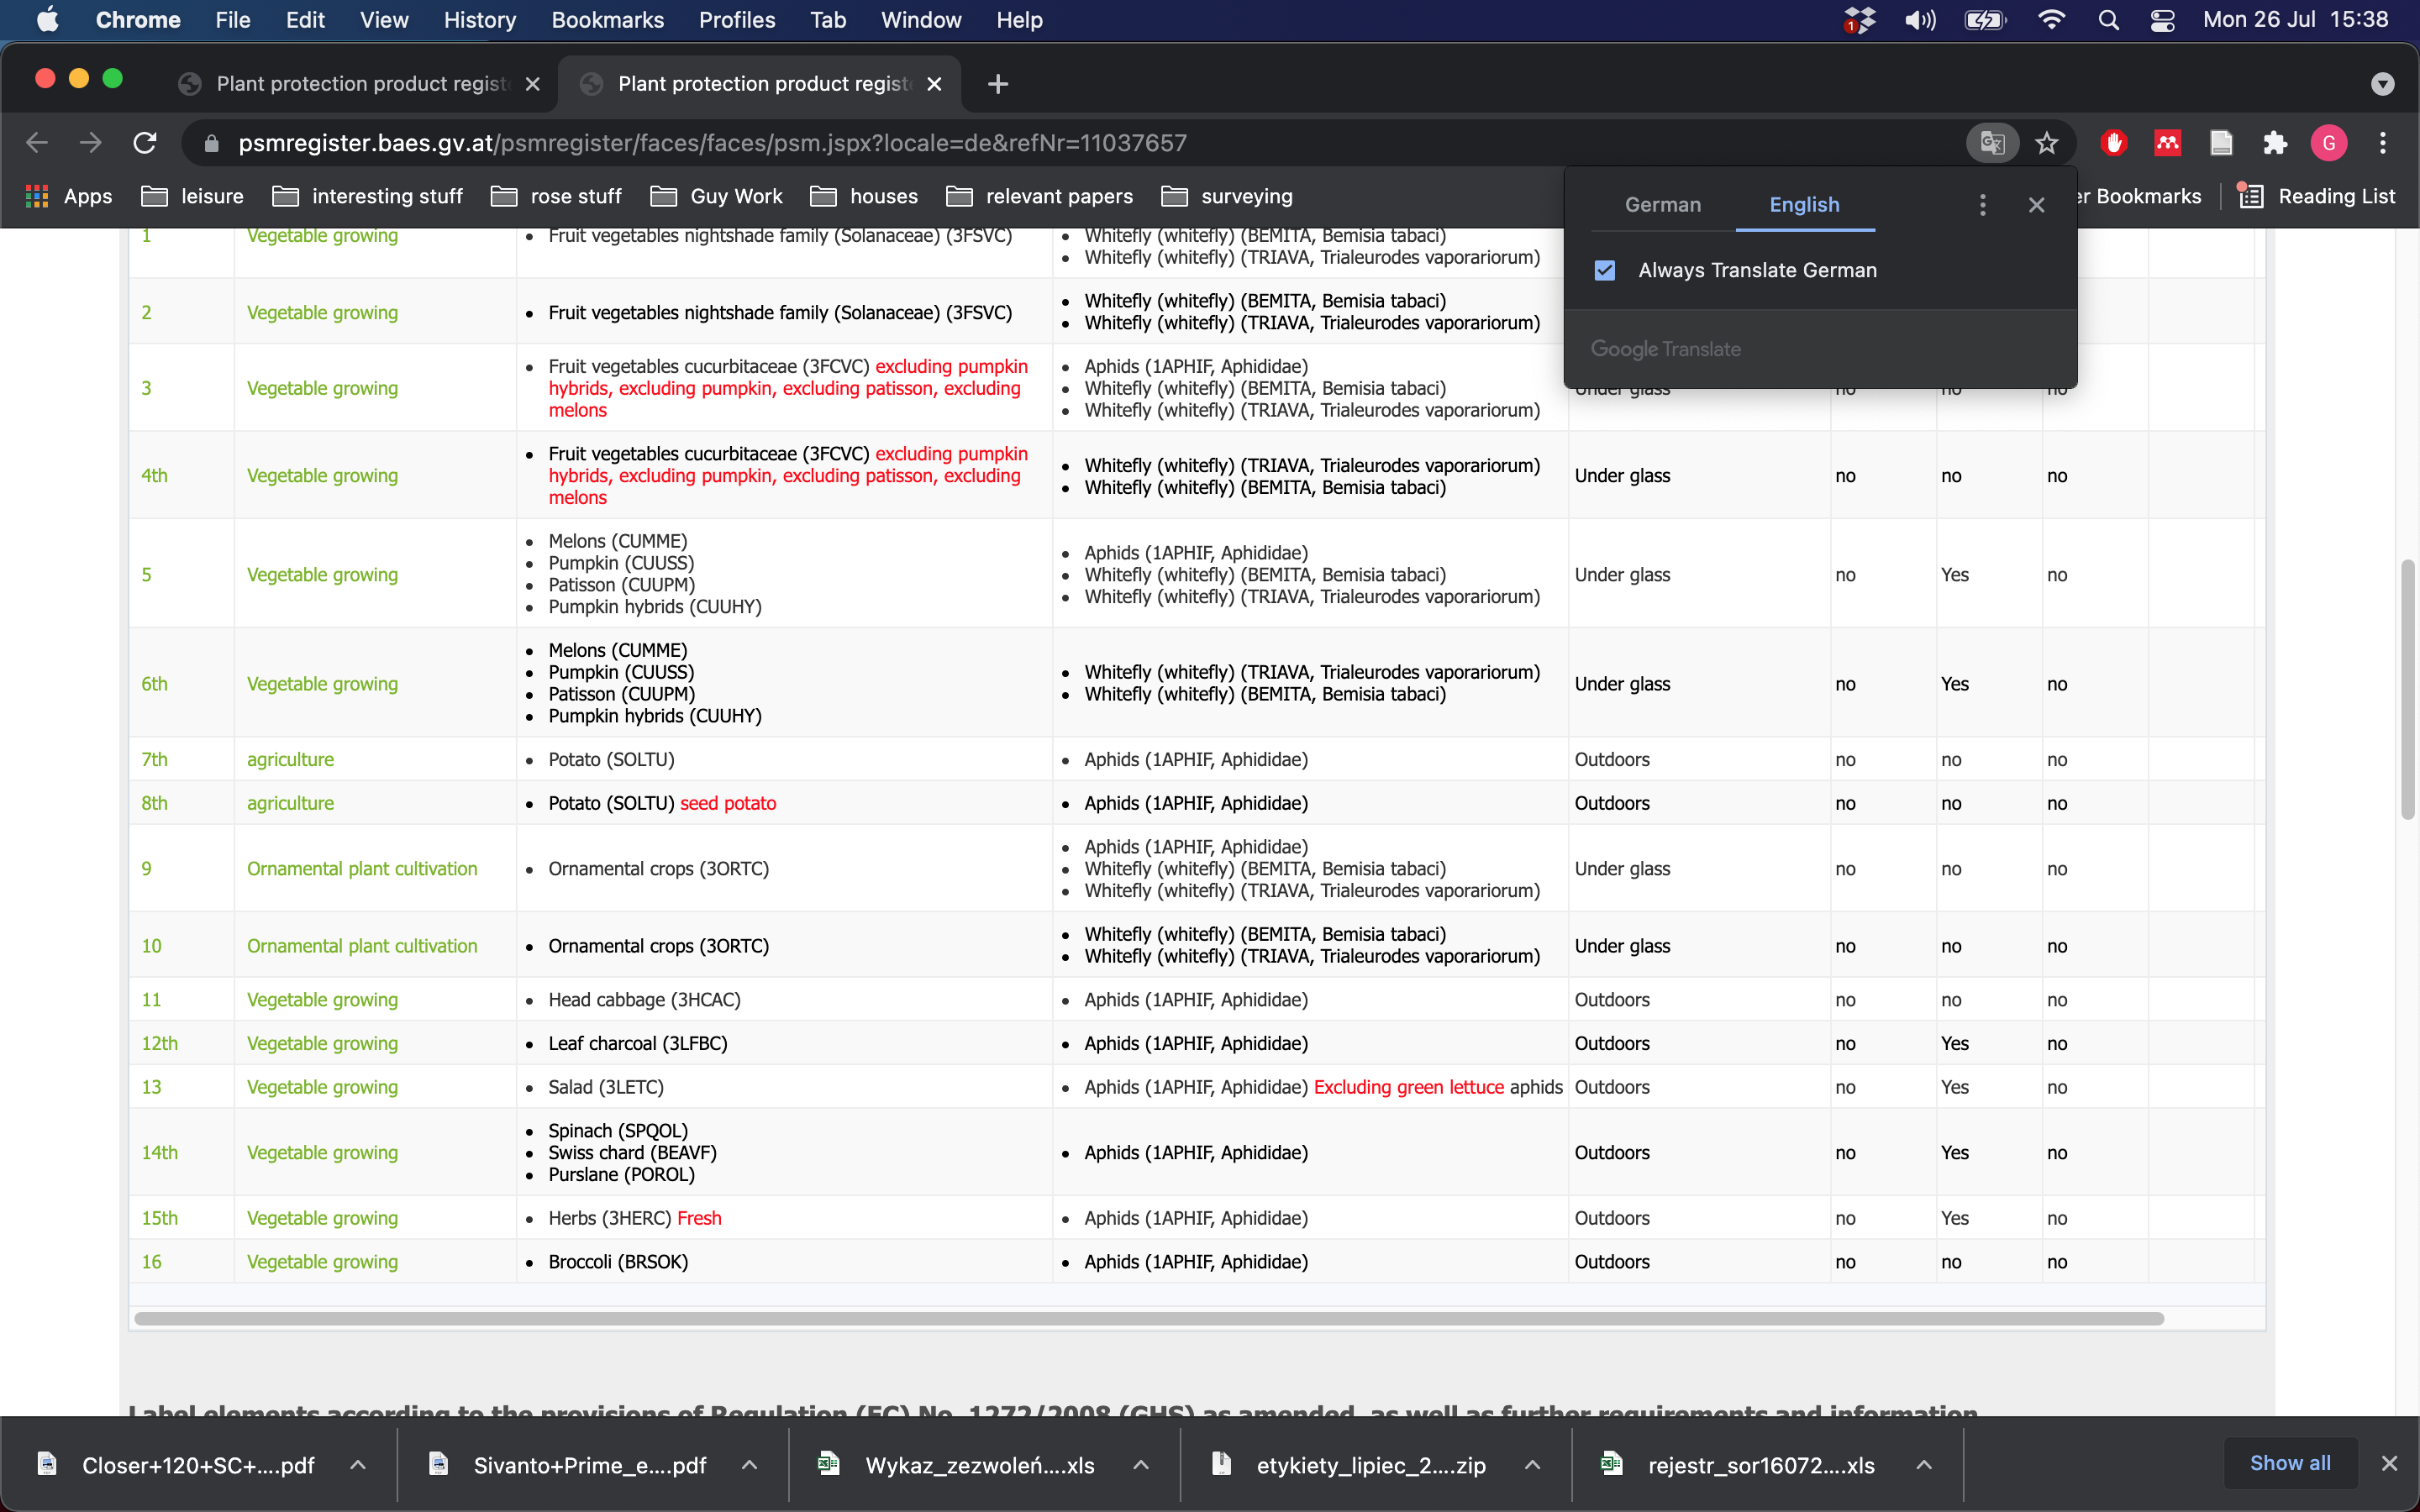 Chrome File Edit View History Bookmarks Profiles Tab Window Help 1 Mon 26 Jul 15:38
Plant protection product regist Plant protection product regist
psmregister.baes.gv.at/psmregister/faces/faces/psm.jspx?locale=de&refNr=11037657 G
Apps leisure interesting stuff rose stuff Guy Work houses relevant papers surveying er Bookmarks Reading List
German English
Always Translate German
Google Translate
1 Vegetable growing Fruit vegetables nightshade family (Solanaceae) (3FSVC) Whitefly (whitefly) (BEMITA, Bemisia tabaci)
Whitefly (whitefly) (TRIAVA, Trialeurodes vaporariorum)
2 Vegetable growing Fruit vegetables nightshade family (Solanaceae) (3FSVC) Whitefly (whitefly) (BEMITA, Bemisia tabaci)
Whitefly (whitefly) (TRIAVA, Trialeurodes vaporariorum)
3 Vegetable growing Fruit vegetables cucurbitaceae (3FCVC) excluding pumpkin
hybrids, excluding pumpkin, excluding patisson, excluding
melons
Aphids (1APHIF, Aphididae)
Whitefly (whitefly) (BEMITA, Bemisia tabaci)
Whitefly (whitefly) (TRIAVA, Trialeurodes vaporariorum)
Under glass no no no
4th Vegetable growing Fruit vegetables cucurbitaceae (3FCVC) excluding pumpkin
hybrids, excluding pumpkin, excluding patisson, excluding
melons
Whitefly (whitefly) (TRIAVA, Trialeurodes vaporariorum)
Whitefly (whitefly) (BEMITA, Bemisia tabaci)
Under glass no no no
5 Vegetable growing
Melons (CUMME)
Pumpkin (CUUSS)
Patisson (CUUPM)
Pumpkin hybrids (CUUHY)
Aphids (1APHIF, Aphididae)
Whitefly (whitefly) (BEMITA, Bemisia tabaci)
Whitefly (whitefly) (TRIAVA, Trialeurodes vaporariorum)
Under glass no Yes no
6th Vegetable growing
Melons (CUMME)
Pumpkin (CUUSS)
Patisson (CUUPM)
Pumpkin hybrids (CUUHY)
Whitefly (whitefly) (TRIAVA, Trialeurodes vaporariorum)
Whitefly (whitefly) (BEMITA, Bemisia tabaci)
Under glass no Yes no
7th agriculture Potato (SOLTU) Aphids (1APHIF, Aphididae) Outdoors no no no
8th agriculture Potato (SOLTU) seed potato Aphids (1APHIF, Aphididae) Outdoors no no no
9 Ornamental plant cultivation Ornamental crops (3ORTC)
Aphids (1APHIF, Aphididae)
Whitefly (whitefly) (BEMITA, Bemisia tabaci)
Whitefly (whitefly) (TRIAVA, Trialeurodes vaporariorum)
Under glass no no no
10 Ornamental plant cultivation Ornamental crops (3ORTC)
Whitefly (whitefly) (BEMITA, Bemisia tabaci)
Whitefly (whitefly) (TRIAVA, Trialeurodes vaporariorum)
Under glass no no no
11 Vegetable growing Head cabbage (3HCAC) Aphids (1APHIF, Aphididae) Outdoors no no no
12th Vegetable growing Leaf charcoal (3LFBC) Aphids (1APHIF, Aphididae) Outdoors no Yes no
13 Vegetable growing Salad (3LETC) Aphids (1APHIF, Aphididae) Excluding green lettuce aphids Outdoors no Yes no
14th Vegetable growing
Spinach (SPQOL)
Swiss chard (BEAVF)
Purslane (POROL)
Aphids (1APHIF, Aphididae) Outdoors no Yes no
15th Vegetable growing Herbs (3HERC) Fresh Aphids (1APHIF, Aphididae) Outdoors no Yes no
16 Vegetable growing Broccoli (BRSOK) Aphids (1APHIF, Aphididae) Outdoors no no no
Label elements according to the provisions of Regulation (EC) No. 1272/2008 (GHS) as amended, as well as further requirements and information
Closer+120+SC+....pdf Sivanto+Prime_e....pdf Wykaz_zezwoleń....xls etykiety_lipiec_2....zip rejestr_sor16072....xls Show all